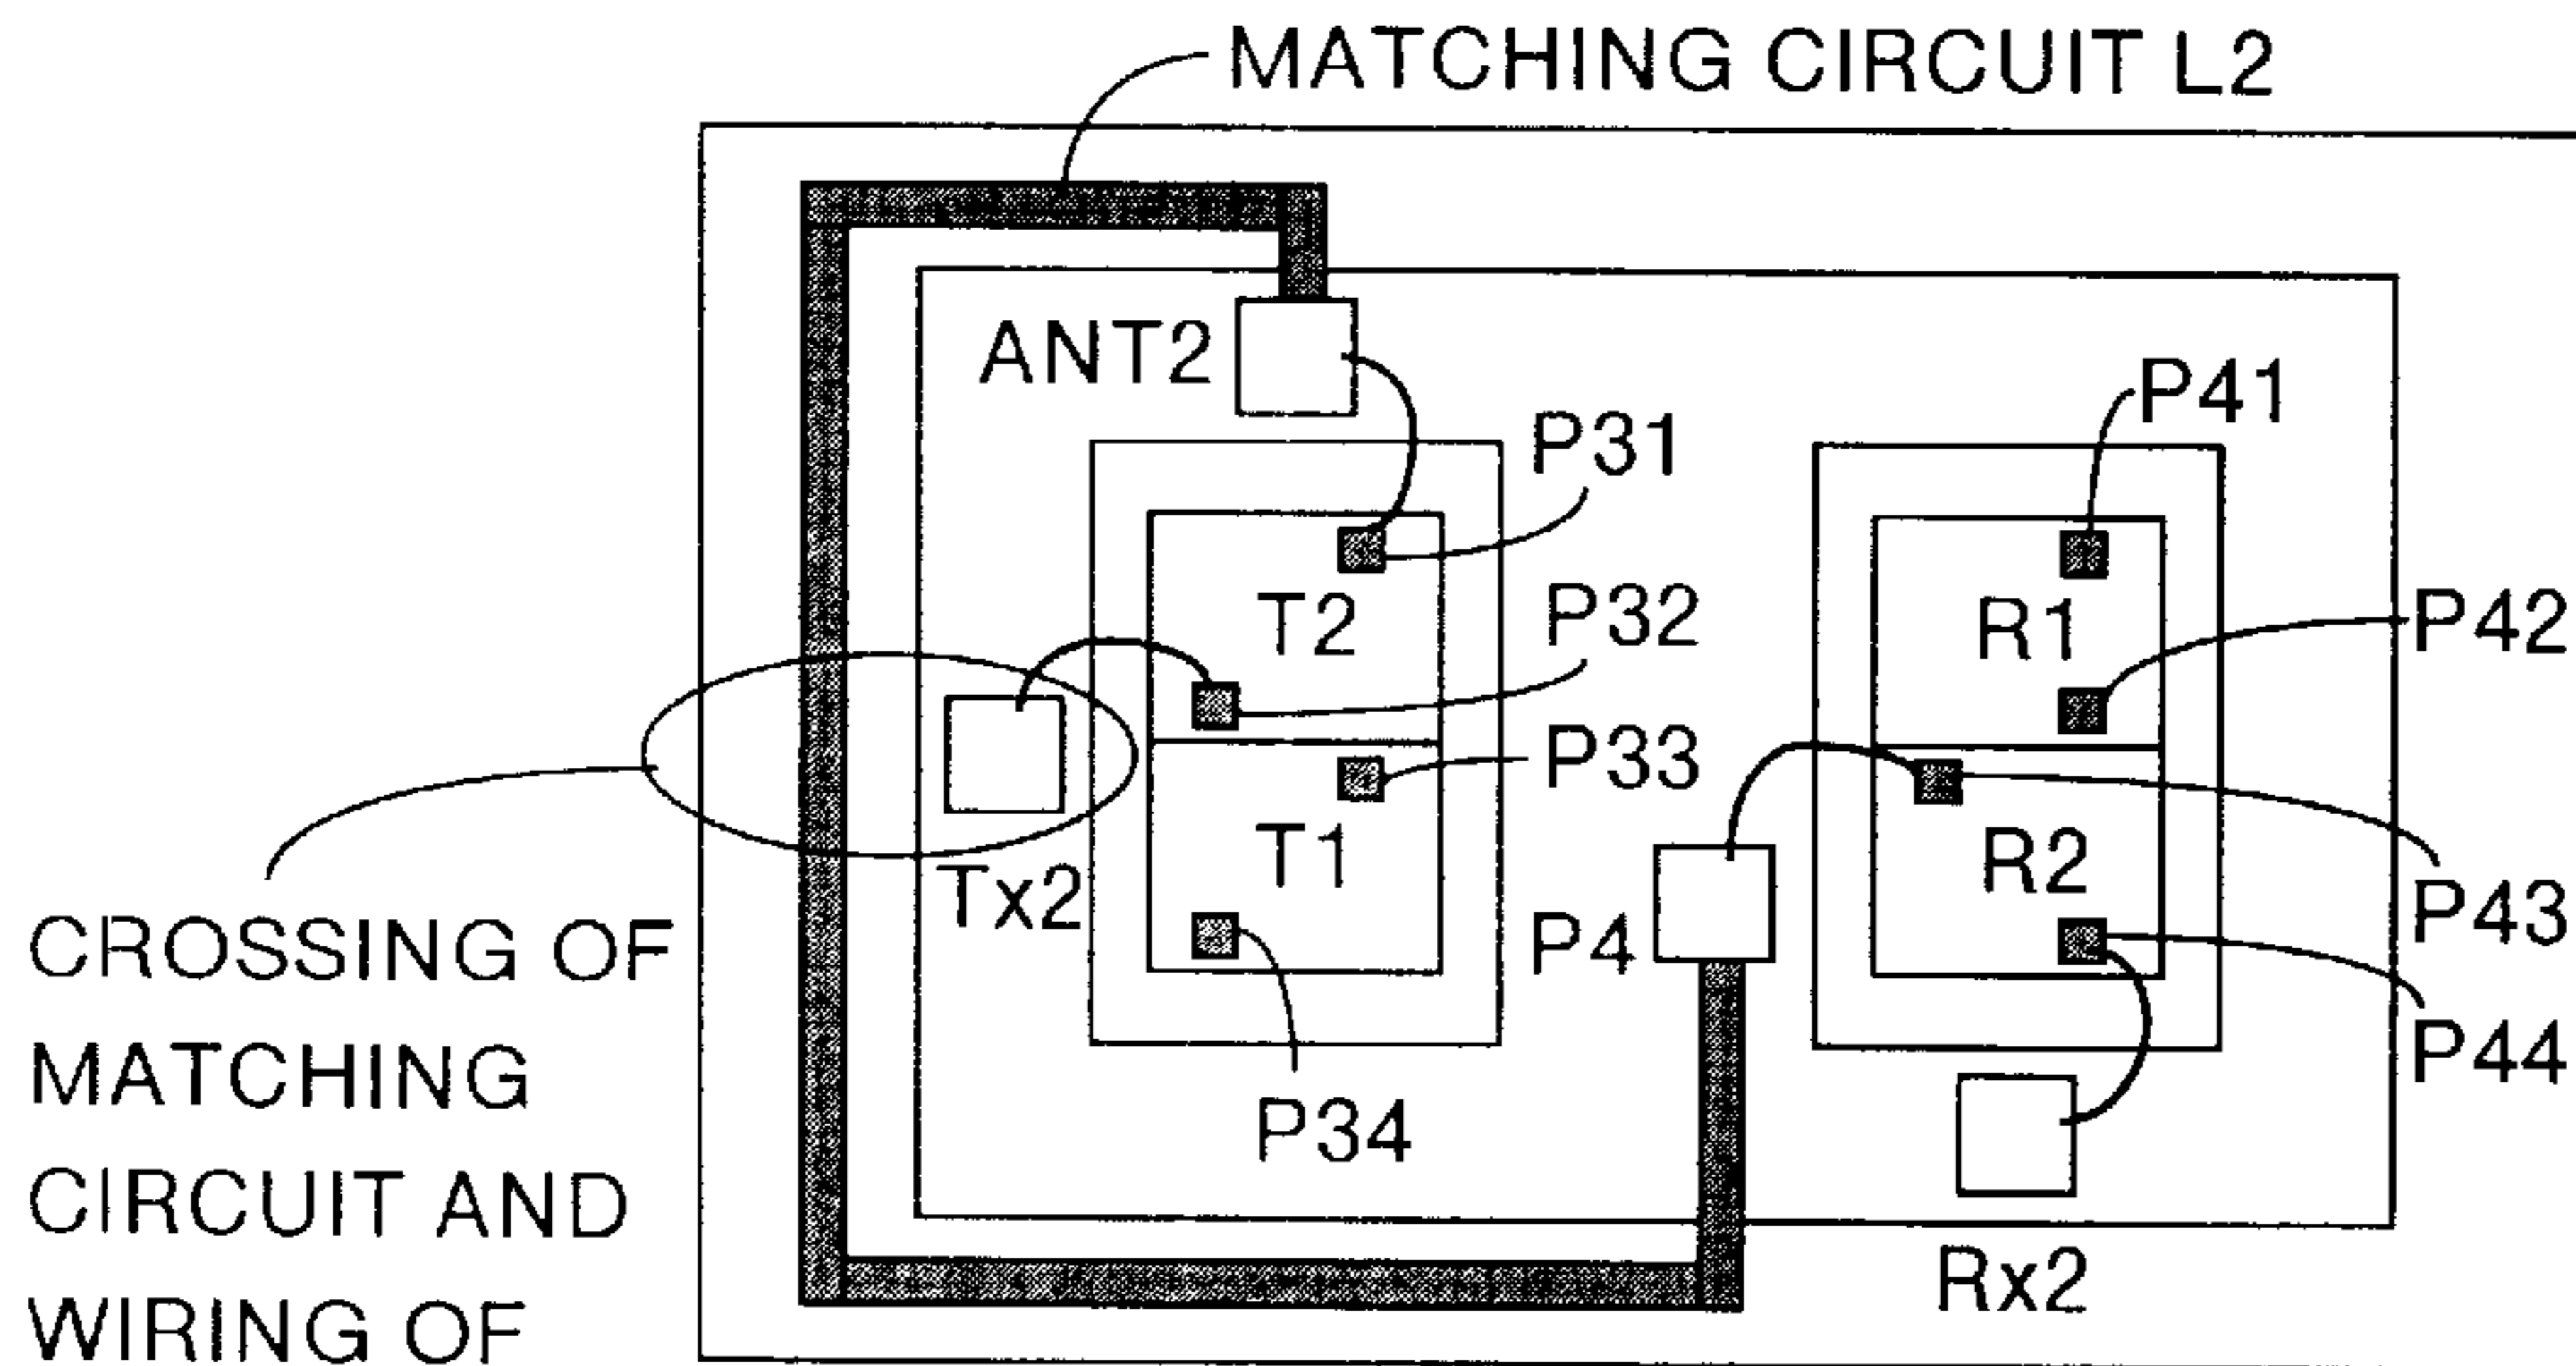 MATCHING CIRCUIT L2
ANT2
P41
P31
T2
P32
R1
P42
P33
T1
R2
Tx2
P4
P43
CROSSING OF
MATCHING
CIRCUIT AND
WIRING OF
P34
P44
Rx2